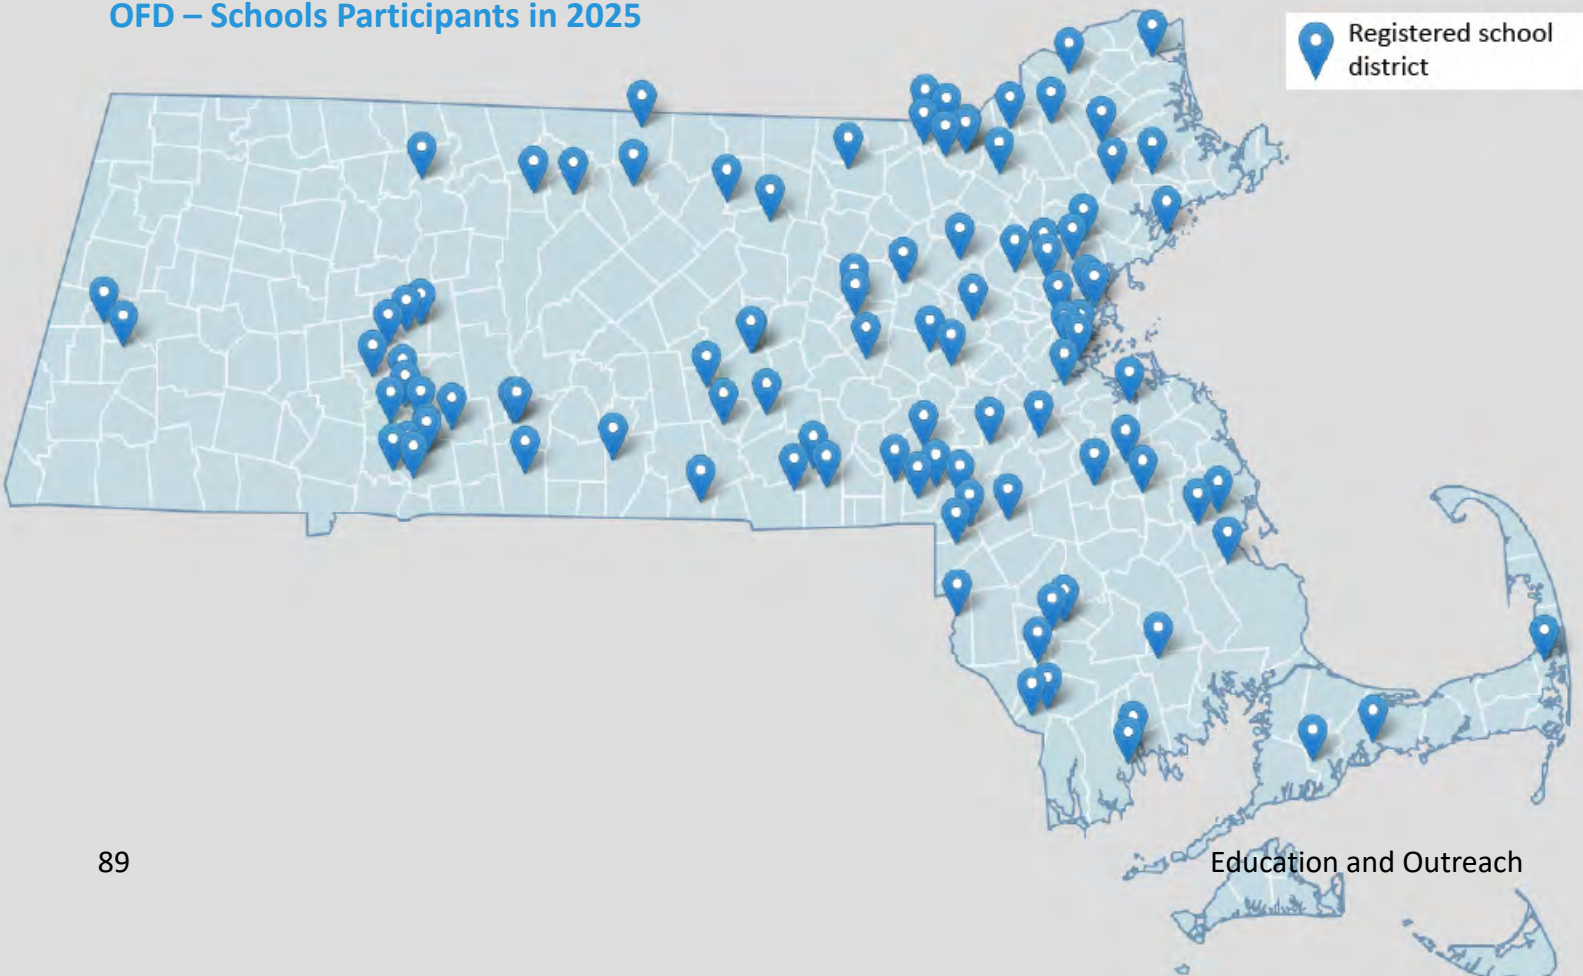 OFD – Schools Participants in 2025
Registered school
district
89
Education and Outreach